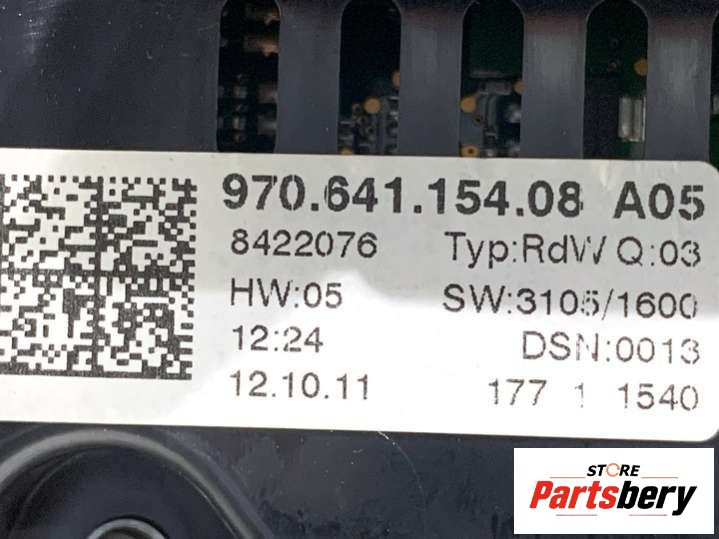 970.641.154.08 A05
8422076 Typ:RdW Q:03
HW:05 SW:3105/1600
12:24 DSN:0013
12.10.11 177 1 1540
STORE
Partsbery